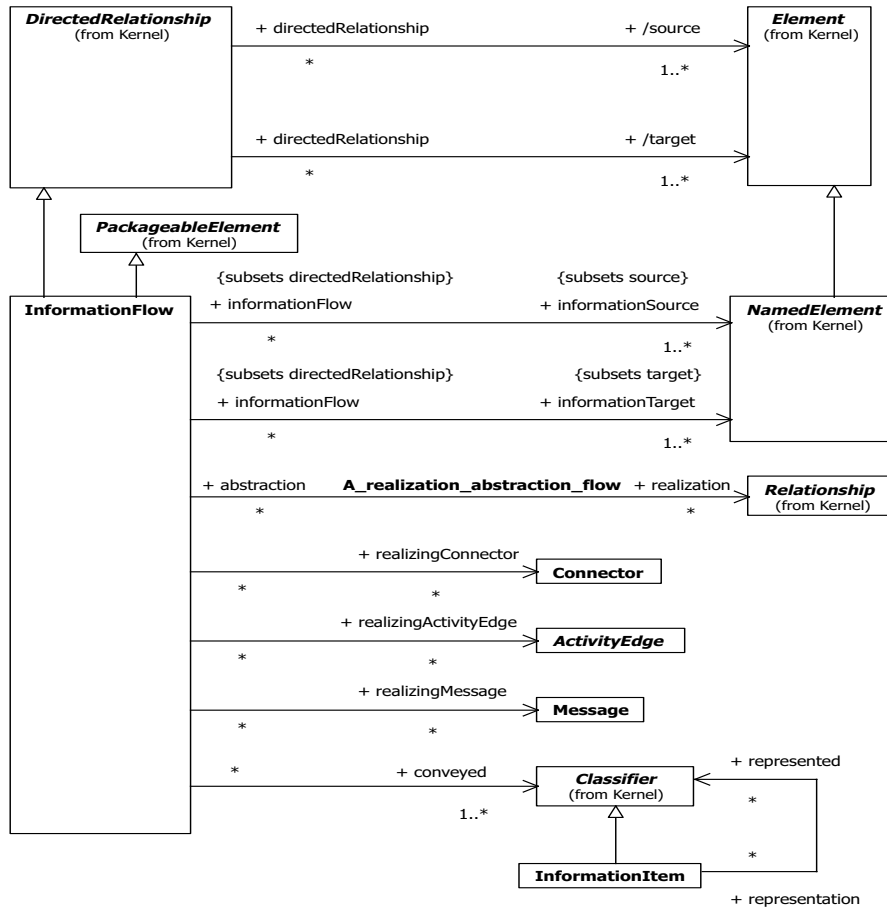 DirectedRelationship
(from Kernel)
+ directedRelationship
+ /source
*
1..*
Element
(from Kernel)
+ directedRelationship
+ /target
*
1..*
PackageableElement
(from Kernel)
InformationFlow
{subsets directedRelationship}
{subsets source}
+ informationFlow
+ informationSource
*
1..*
NamedElement
(from Kernel)
{subsets directedRelationship}
{subsets target}
+ informationFlow
+ informationTarget
*
1..*
+ abstraction
A_realization_abstraction_flow
+ realization
*
*
Relationship
(from Kernel)
+ realizingConnector
*
*
Connector
+ realizingActivityEdge
*
*
ActivityEdge
+ realizingMessage
*
*
Message
*
+ conveyed
1..*
Classifier
(from Kernel)
+ represented
*
*
InformationItem
+ representation